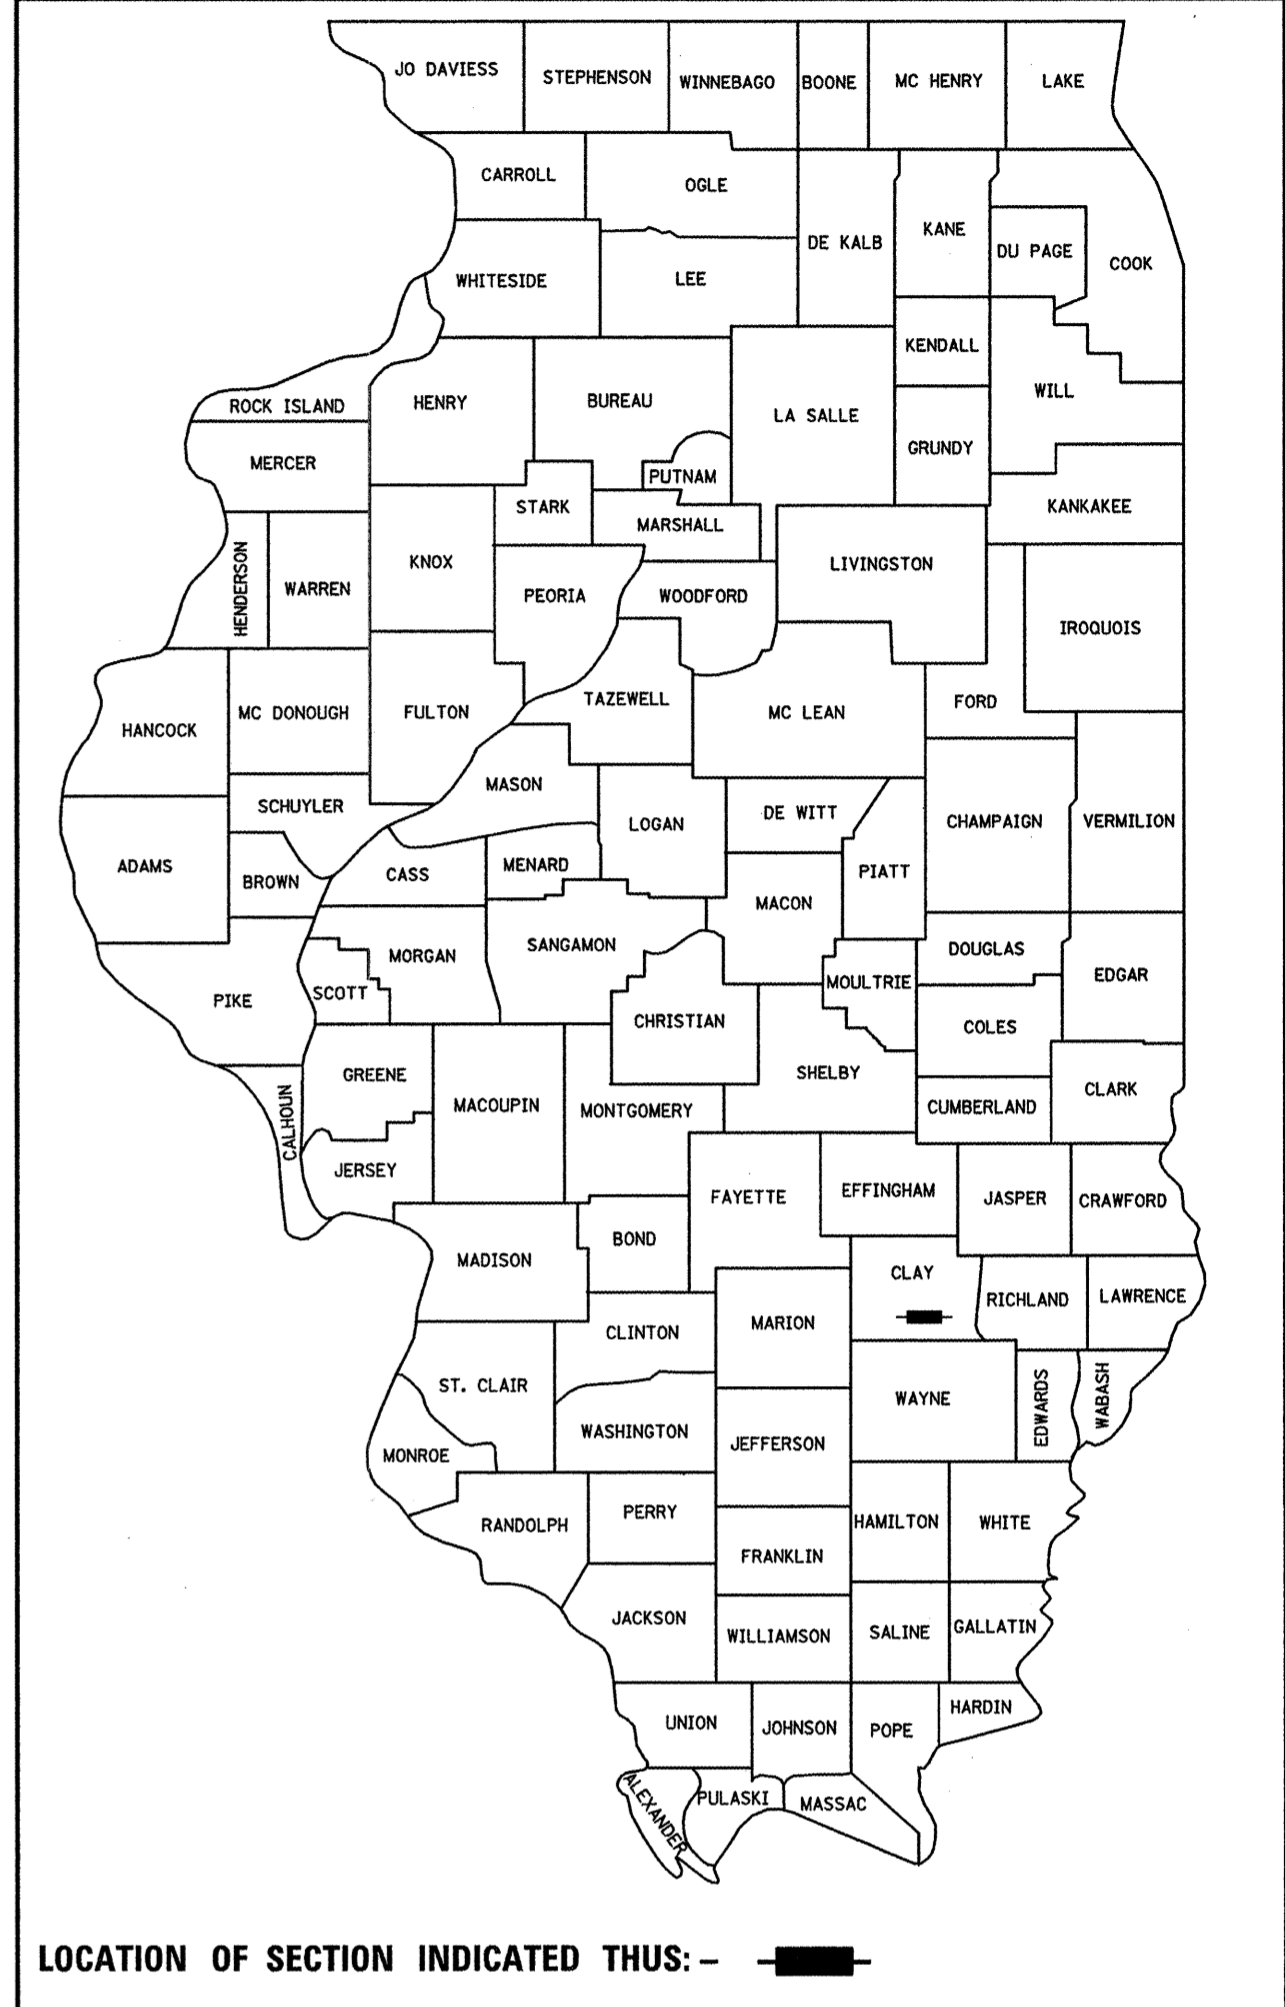 JO DAVIESS
STEPHENSON
WINNEBAGO
BOONE
MC HENRY
LAKE
CARROLL
OGLE
DE KALB
KANE
DU PAGE
COOK
WHITESIDE
LEE
KENDALL
WILL
ROCK ISLAND
HENRY
BUREAU
LA SALLE
GRUNDY
MERCER
PUTNAM
KANKAKEE
STARK
MARSHALL
HENDERSON
WARREN
KNOX
PEORIA
WOODFORD
LIVINGSTON
IROQUOIS
HANCOCK
MC DONOUGH
FULTON
TAZEWELL
MC LEAN
FORD
MASON
SCHUYLER
LOGAN
DE WITT
CHAMPAIGN
VERMILION
ADAMS
BROWN
CASS
MENARD
PIATT
MACON
PIKE
SCOTT
MORGAN
SANGAMON
DOUGLAS
MOULTRIE
EDGAR
CHRISTIAN
COLES
SHELBY
GREENE
CALHOUN
MACOUPIN
MONTGOMERY
CUMBERLAND
CLARK
JERSEY
FAYETTE
EFFINGHAM
JASPER
CRAWFORD
MADISON
BOND
CLAY
RICHLAND
LAWRENCE
CLINTON
MARION
ST. CLAIR
WAYNE
EDWARDS
WABASH
WASHINGTON
JEFFERSON
MONROE
RANDOLPH
PERRY
HAMILTON
WHITE
FRANKLIN
JACKSON
WILLIAMSON
SALINE
GALLATIN
UNION
JOHNSON
POPE
HARDIN
ALEXANDER
PULASKI
MASSAC
LOCATION OF SECTION INDICATED THUS: –